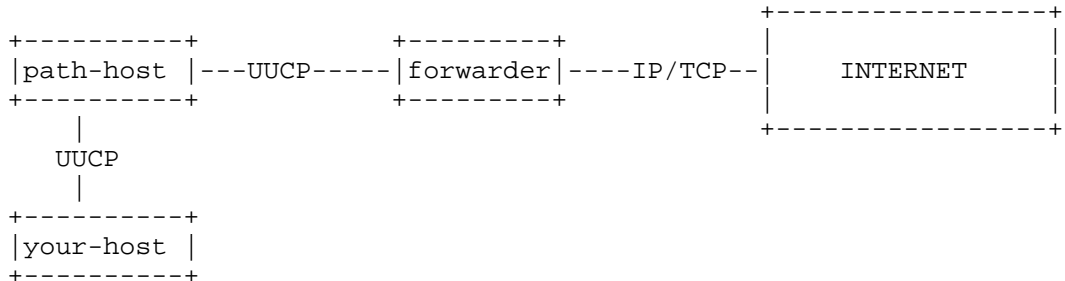 +------------------+
+----------+            +---------+            |                  |
|path-host |---UUCP-----|forwarder|----IP/TCP--|     INTERNET     |
+----------+            +---------+            |                  |
    |                                             +------------------+
   UUCP
    |
+----------+
|your-host |
+----------+